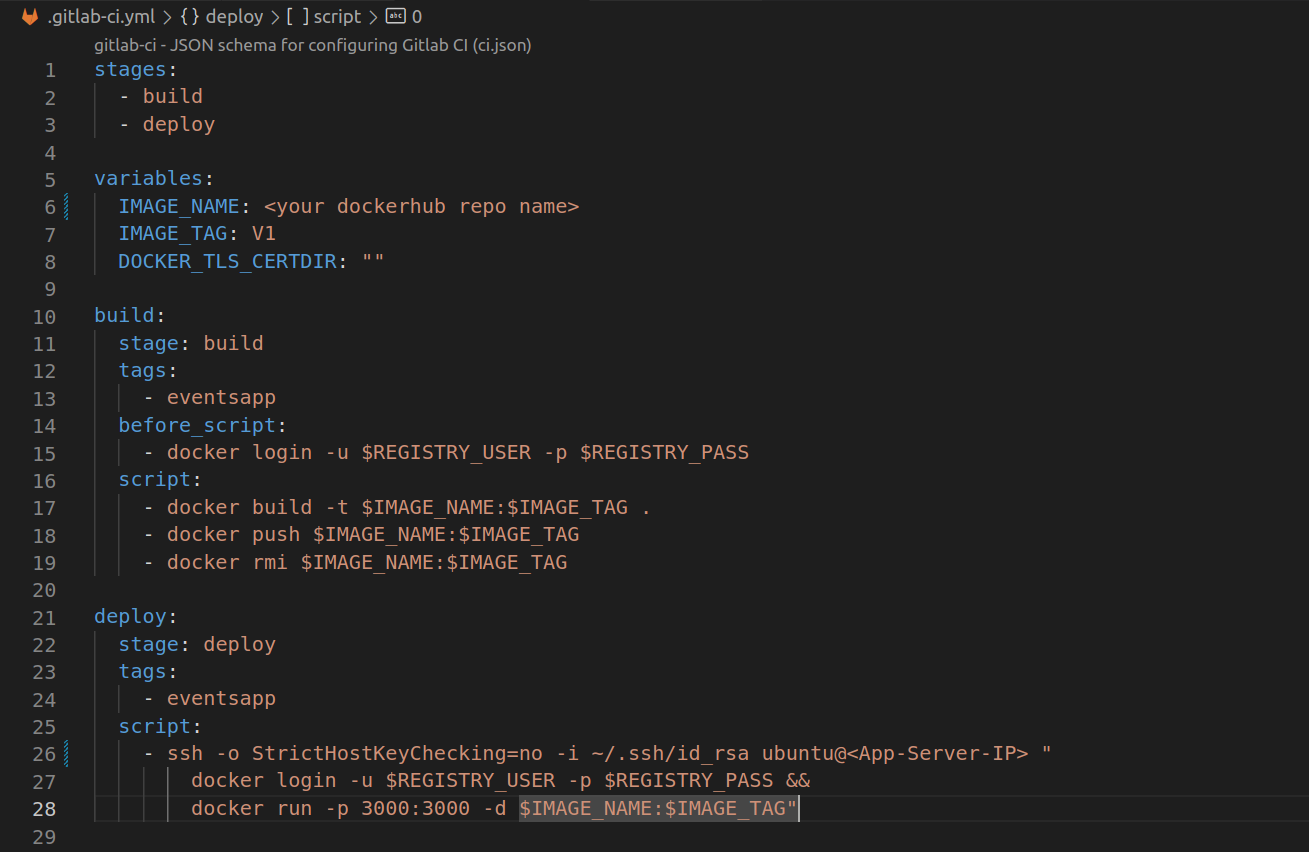 .gitlab-ci.yml > {} deploy > [ ] script > abc 0
gitlab-ci - JSON schema for configuring Gitlab CI (ci.json)
1 stages:
2   - build
3   - deploy
4
5 variables:
6   IMAGE_NAME: <your dockerhub repo name>
7   IMAGE_TAG: V1
8   DOCKER_TLS_CERTDIR: ""
9
10 build:
11   stage: build
12   tags:
13     - eventsapp
14   before_script:
15     - docker login -u $REGISTRY_USER -p $REGISTRY_PASS
16   script:
17     - docker build -t $IMAGE_NAME:$IMAGE_TAG .
18     - docker push $IMAGE_NAME:$IMAGE_TAG
19     - docker rmi $IMAGE_NAME:$IMAGE_TAG
20
21 deploy:
22   stage: deploy
23   tags:
24     - eventsapp
25   script:
26     - ssh -o StrictHostKeyChecking=no -i ~/.ssh/id_rsa ubuntu@<App-Server-IP> "
27         docker login -u $REGISTRY_USER -p $REGISTRY_PASS &&
28         docker run -p 3000:3000 -d $IMAGE_NAME:$IMAGE_TAG"
29